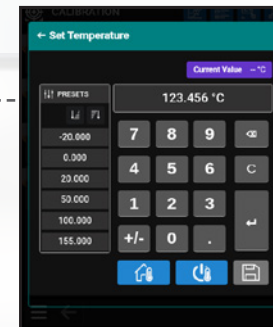 CALIBRATION
← Set Temperature
Current Value --°C
PRESETS
123.456 °C
-20.000
0.000
20.000
50.000
100.000
155.000
7 8 9
4 5 6 C
1 2 3
+/- 0 .